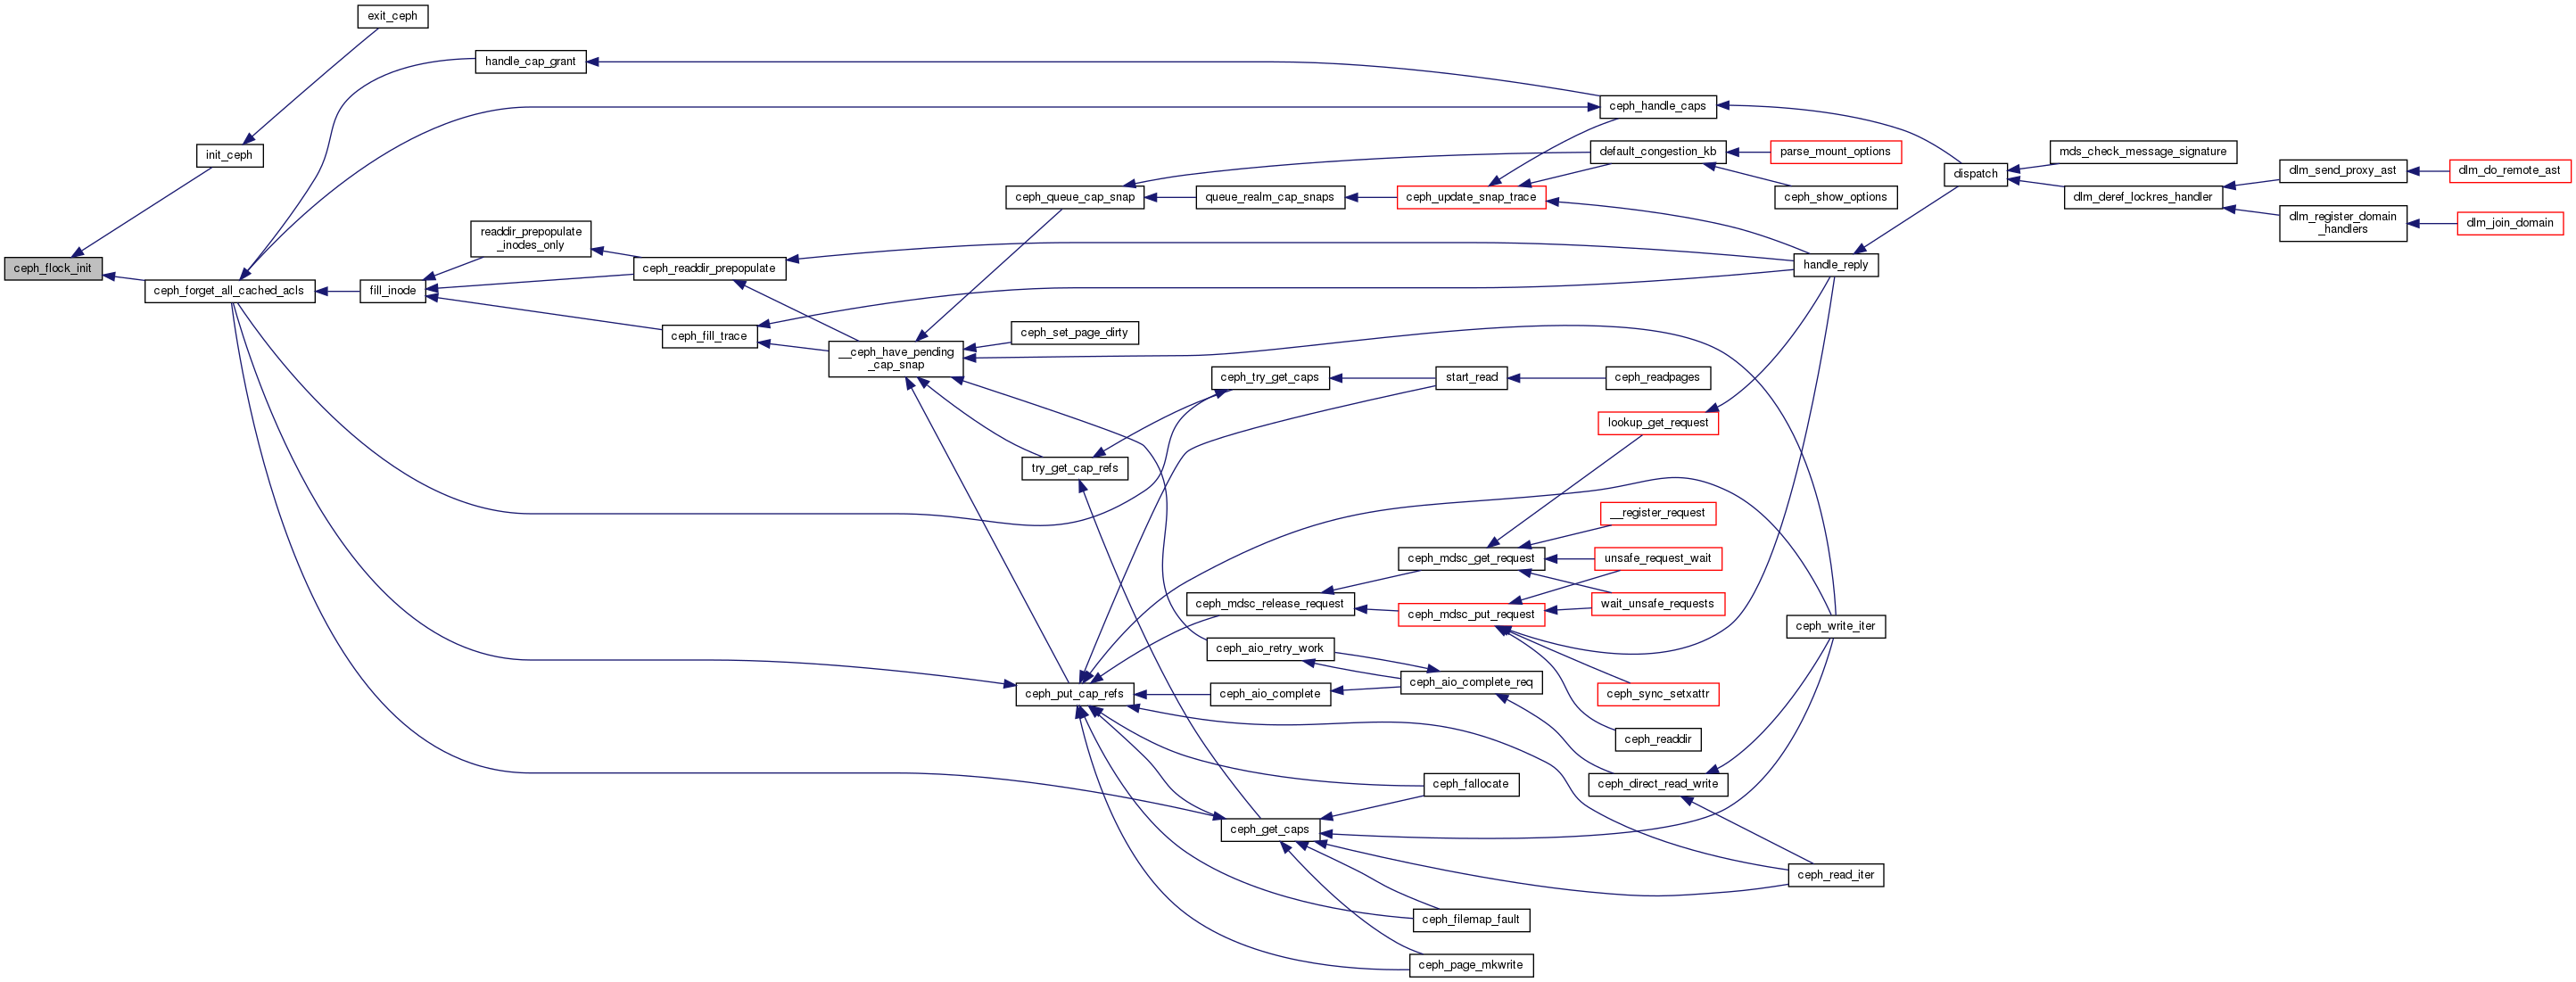 exit_ceph
handle_cap_grant
ceph_handle_caps
init_ceph
default_congestion_kb
parse_mount_options
mds_check_message_signature
dispatch
dlm_send_proxy_ast
dlm_do_remote_ast
ceph_queue_cap_snap
queue_realm_cap_snaps
ceph_update_snap_trace
ceph_show_options
dlm_deref_lockres_handler
dlm_register_domain
_handlers
dlm_join_domain
readdir_prepopulate
_inodes_only
ceph_flock_init
ceph_readdir_prepopulate
handle_reply
ceph_forget_all_cached_acls
fill_inode
ceph_fill_trace
ceph_set_page_dirty
__ceph_have_pending
_cap_snap
ceph_try_get_caps
start_read
ceph_readpages
lookup_get_request
try_get_cap_refs
__register_request
ceph_mdsc_get_request
unsafe_request_wait
ceph_mdsc_release_request
ceph_mdsc_put_request
wait_unsafe_requests
ceph_write_iter
ceph_aio_retry_work
ceph_aio_complete_req
ceph_put_cap_refs
ceph_aio_complete
ceph_sync_setxattr
ceph_readdir
ceph_fallocate
ceph_direct_read_write
ceph_get_caps
ceph_read_iter
ceph_filemap_fault
ceph_page_mkwrite